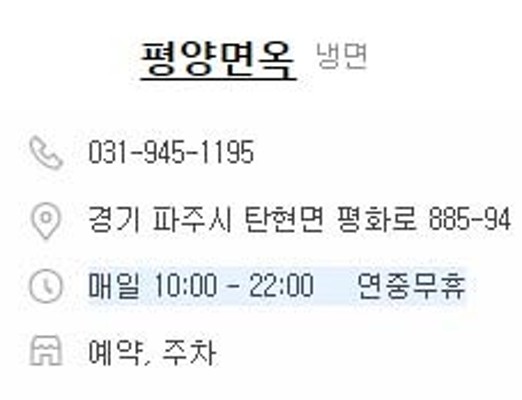 평양면옥 냉면
031-945-1195
경기 파주시 탄현면 평화로 885-94
매일 10:00 - 22:00 연중무휴
예약, 주차